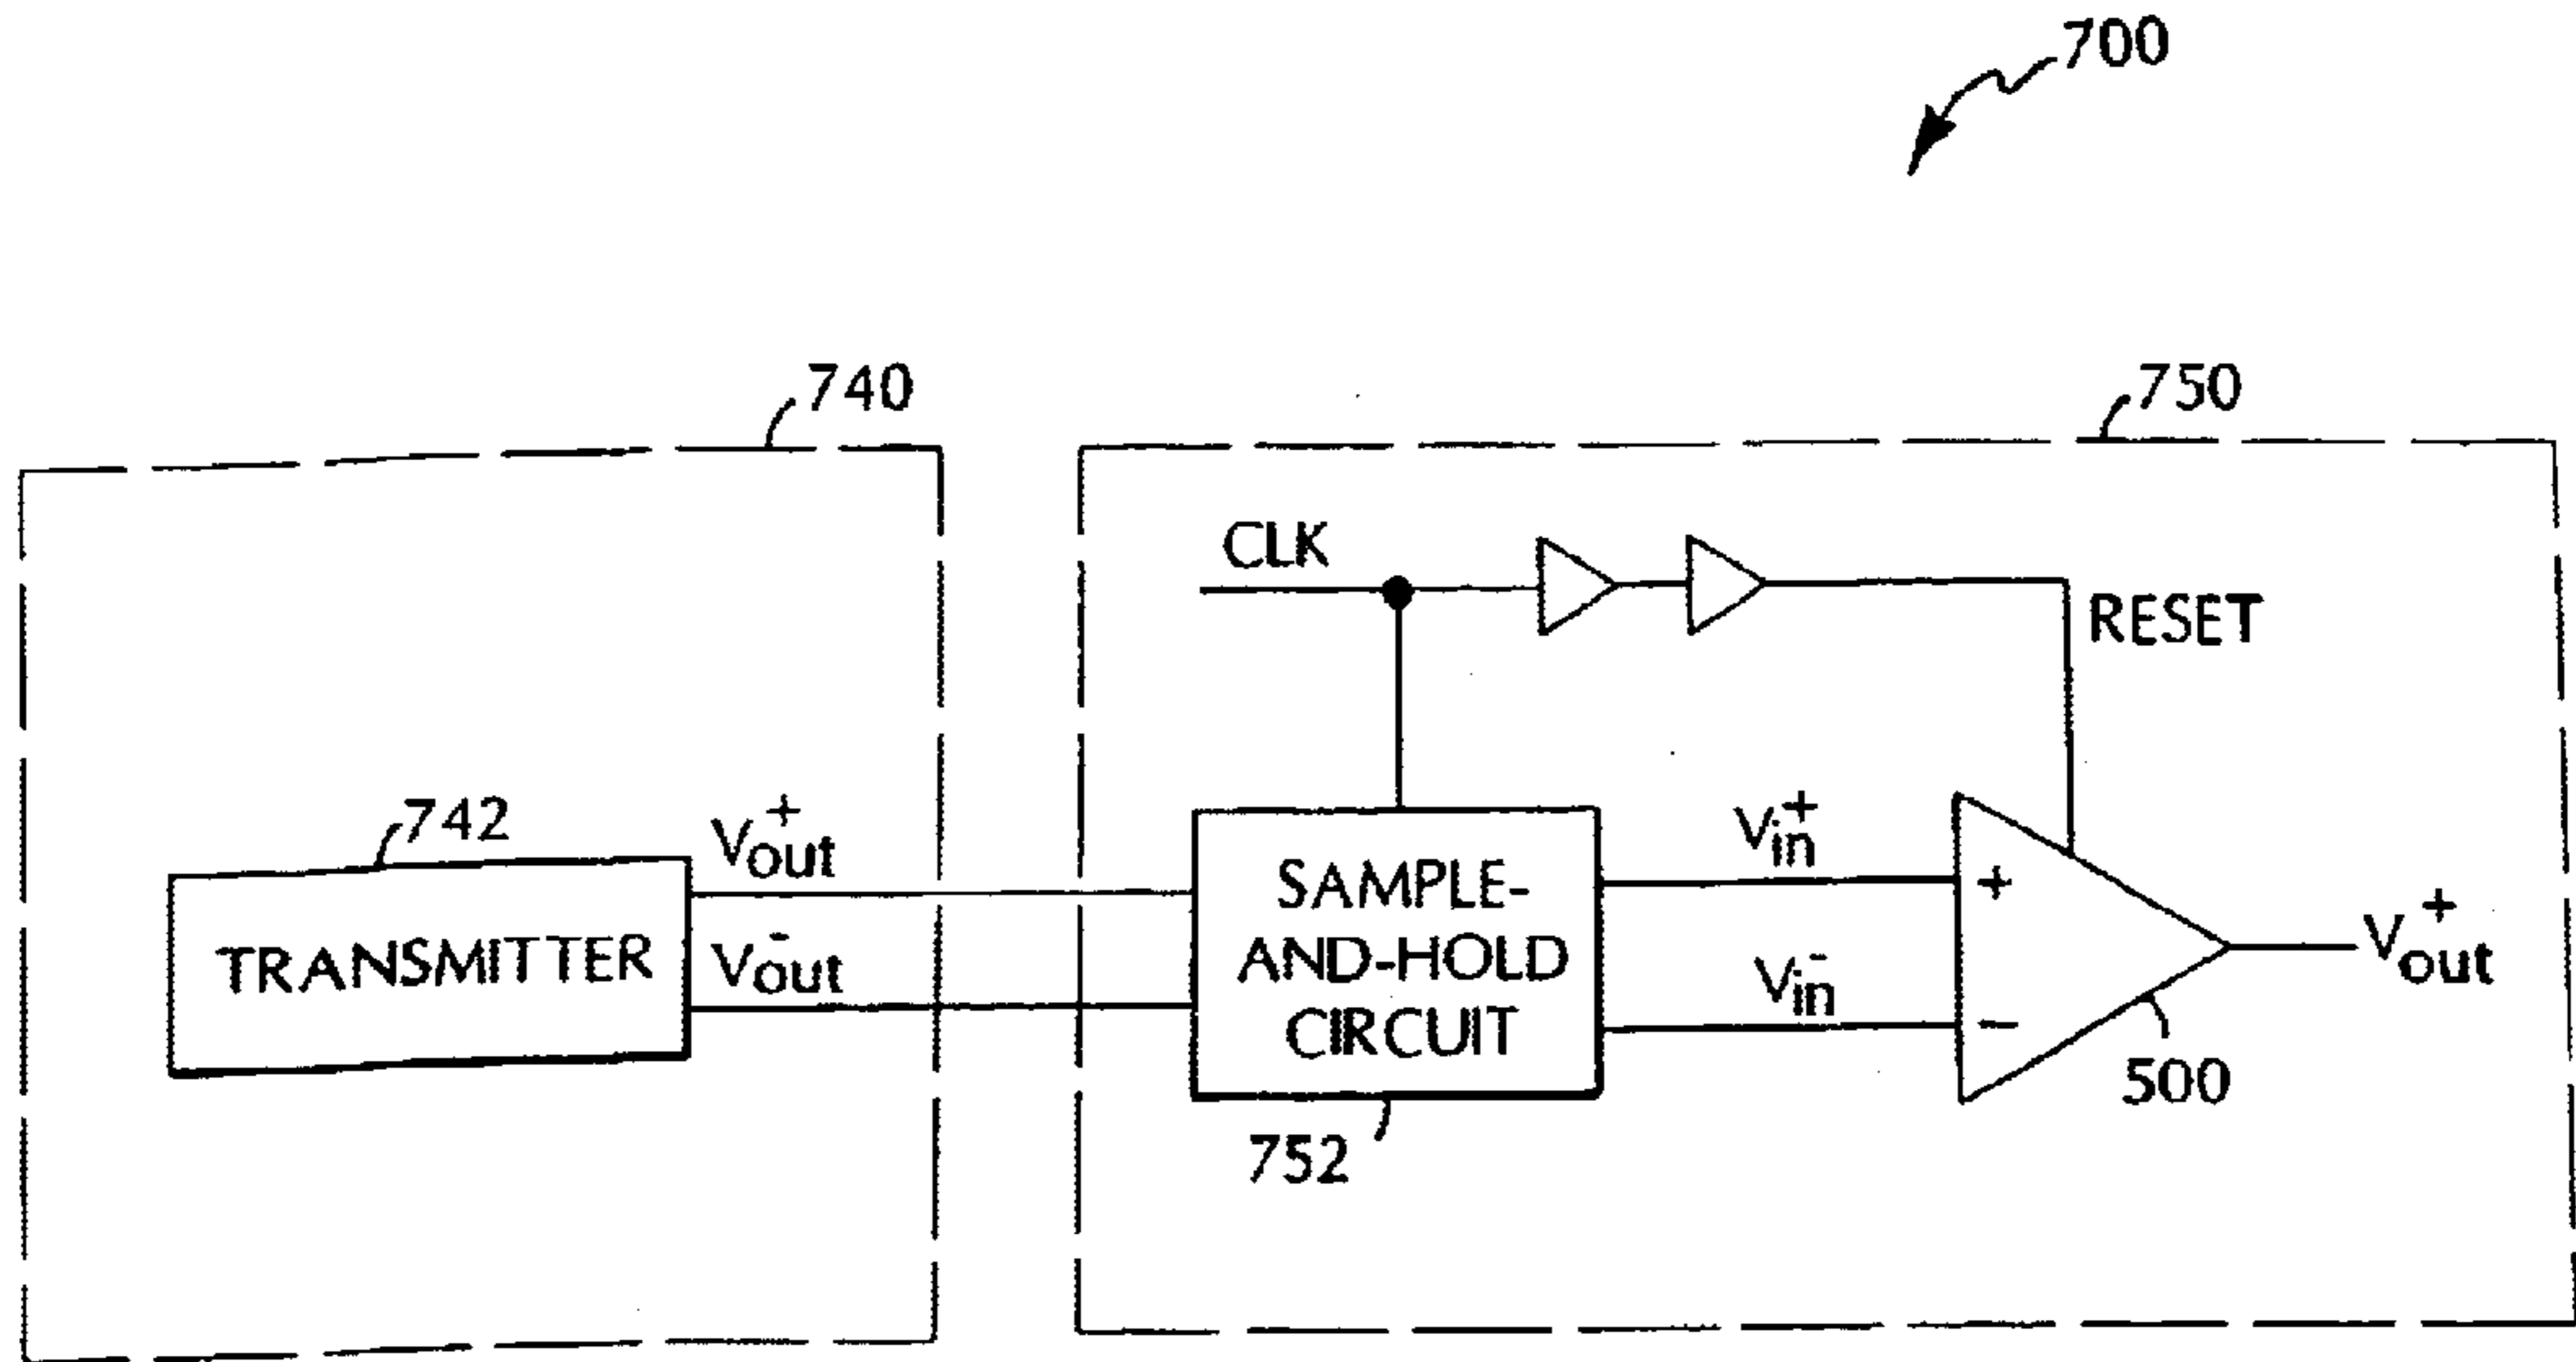 700
740
750
CLK
RESET
742
V+out
V-out
TRANSMITTER
SAMPLE-
AND-HOLD
CIRCUIT
V+in
V-in
+
−
V+out
500
752